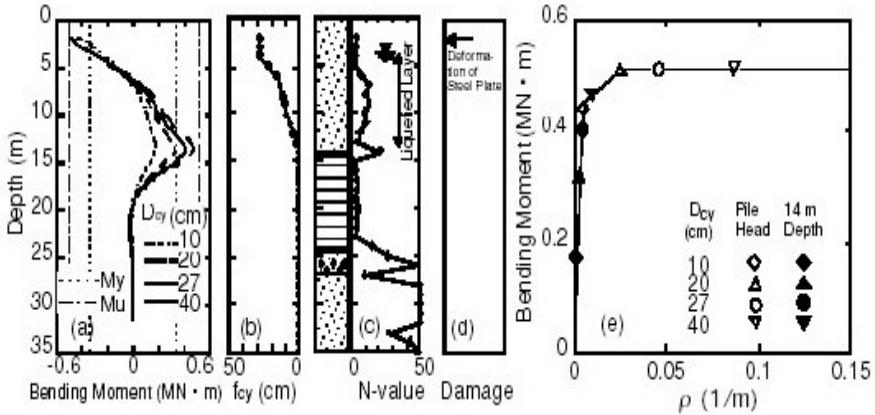 0
5
10
15
20
25
30
35
Depth (m)
Dcy (cm)
10
20
27
40
My
Mu
(a)
-0.6 0 0.6
Bending Moment (MN・m)
(b)
50 0
fcy (cm)
Liquefied Layer
(c)
0 50
N-value
Deforma-
tion of
Steel Plate
(d)
Damage
0.6
0.4
0.2
0
Bending Moment (MN・m)
Dcy Pile 14 m
(cm) Head Depth
10
20
27
40
(e)
0 0.05 0.1 0.15
ρ (1/m)